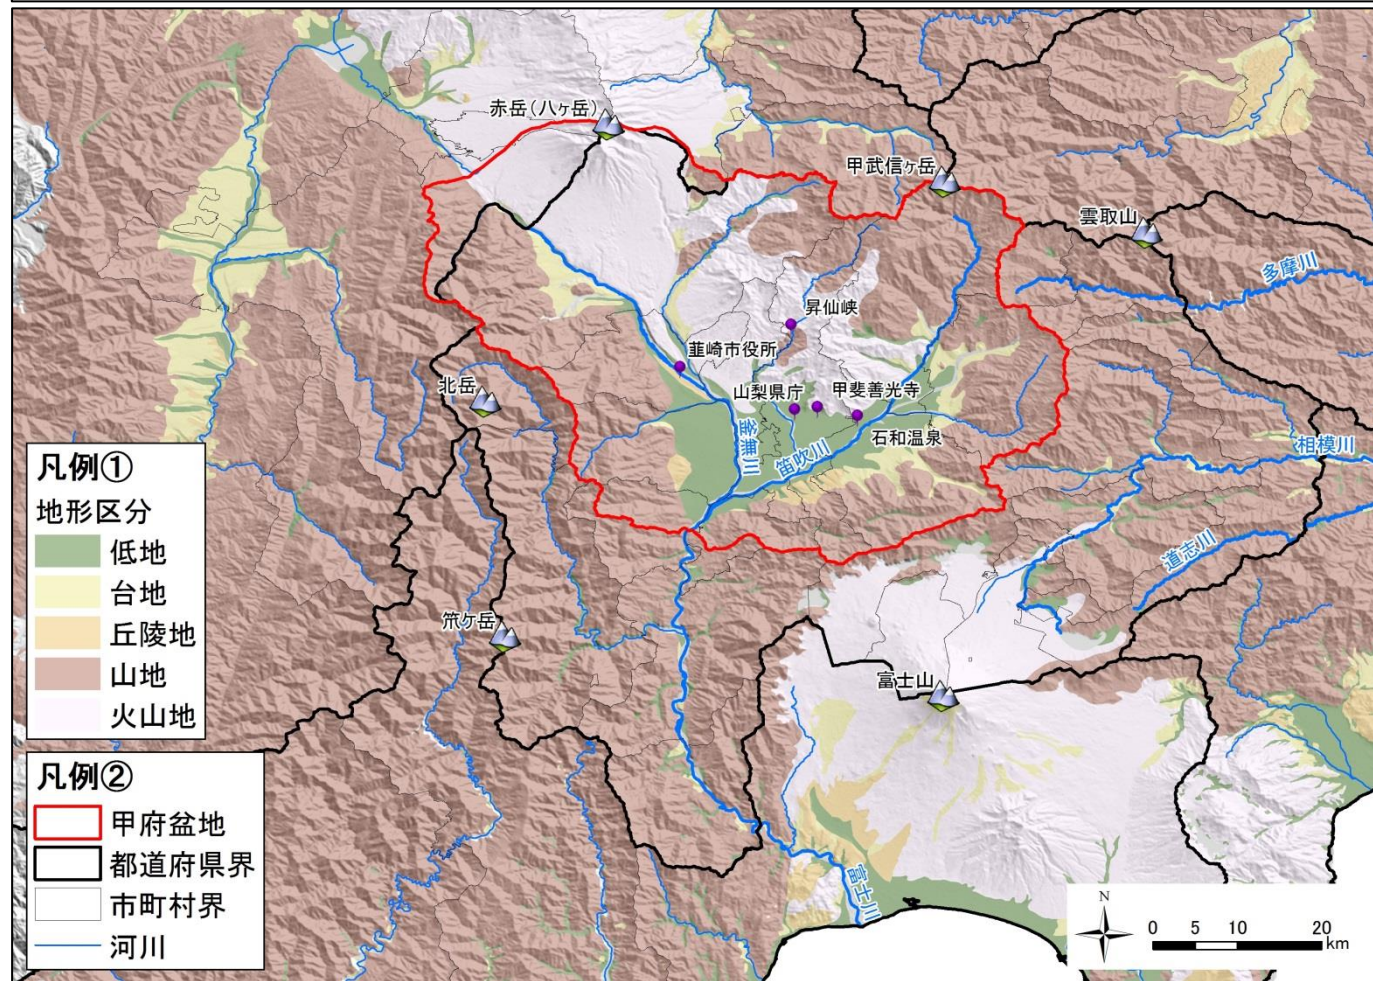 赤岳(八ヶ岳)
甲武信ヶ岳
雲取山
多摩川
昇仙峡
韮崎市役所
北岳
山梨県庁
甲斐善光寺
石和温泉
釜無川
笛吹川
相模川
道志川
笊ケ岳
富士山
富士川
凡例①
地形区分
低地
台地
丘陵地
山地
火山地
凡例②
甲府盆地
都道府県界
市町村界
河川
N
0 5 10 20
km